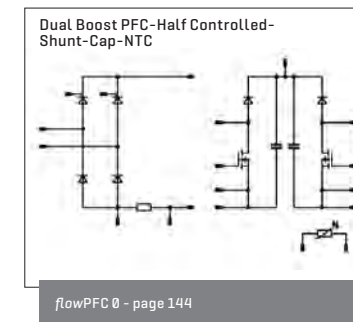 Dual Boost PFC-Half Controlled-
Shunt-Cap-NTC
flowPFC 0 - page 144